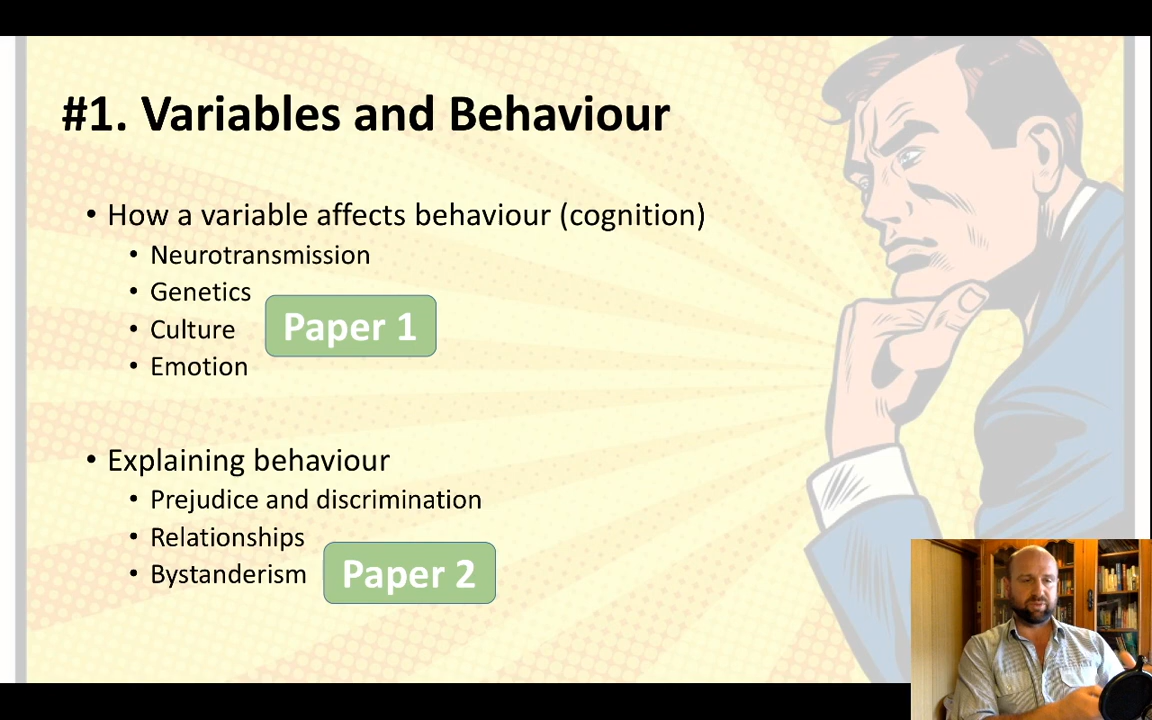 #1. Variables and Behaviour
• How a variable affects behaviour (cognition)
• Neurotransmission
• Genetics
• Culture
Paper 1
• Emotion
• Explaining behaviour
• Prejudice and discrimination
• Relationships
• Bystanderism
Paper 2